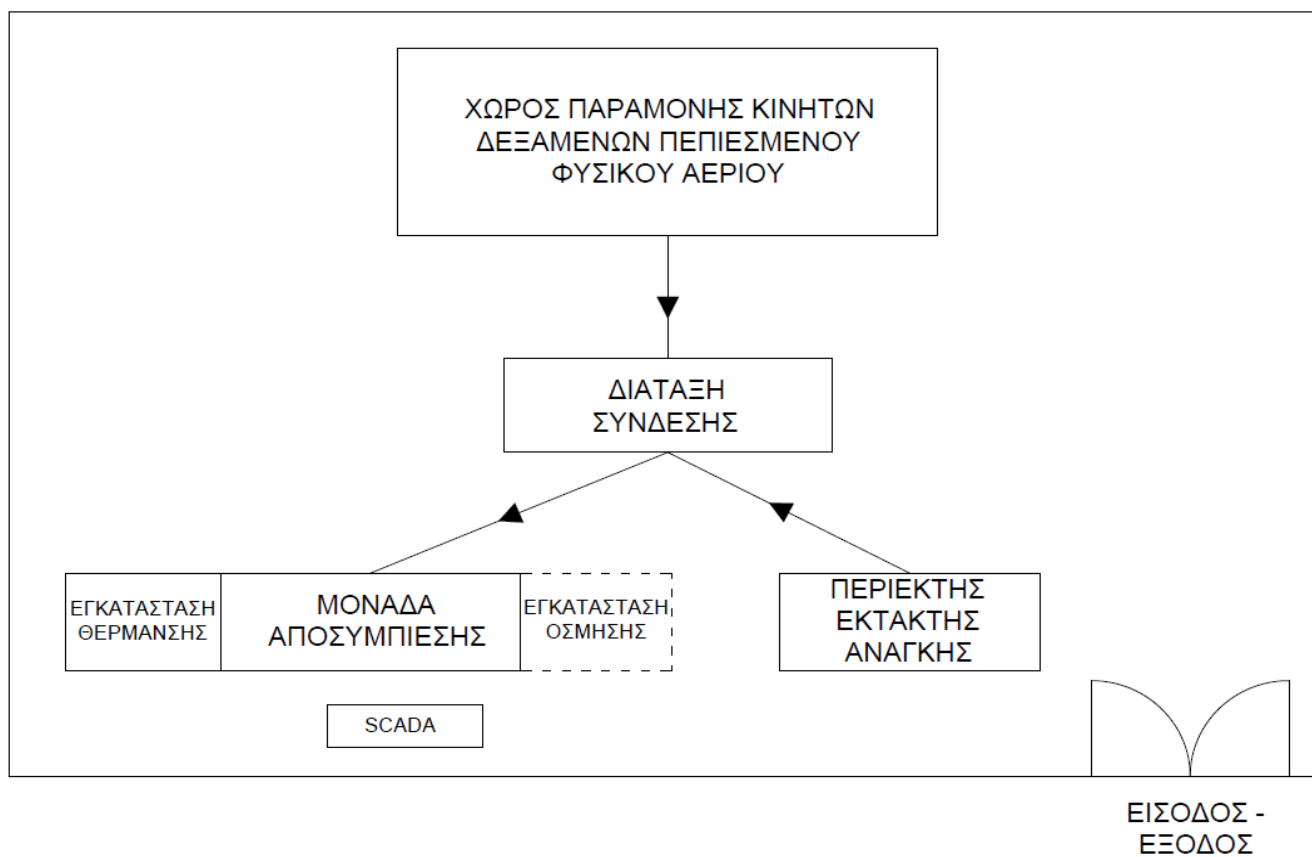 ΧΩΡΟΣ ΠΑΡΑΜΟΝΗΣ ΚΙΝΗΤΩΝ
ΔΕΞΑΜΕΝΩΝ ΠΕΠΙΕΣΜΕΝΟΥ
ΦΥΣΙΚΟΥ ΑΕΡΙΟΥ
ΔΙΑΤΑΞΗ
ΣΥΝΔΕΣΗΣ
ΕΓΚΑΤΑΣΤΑΣΗ
ΘΕΡΜΑΝΣΗΣ
ΜΟΝΑΔΑ
ΑΠΟΣΥΜΠΙΕΣΗΣ
ΕΓΚΑΤΑΣΤΑΣΗ
ΟΣΜΗΣΗΣ
ΠΕΡΙΕΚΤΗΣ
ΕΚΤΑΚΤΗΣ
ΑΝΑΓΚΗΣ
SCADA
ΕΙΣΟΔΟΣ -
ΕΞΟΔΟΣ